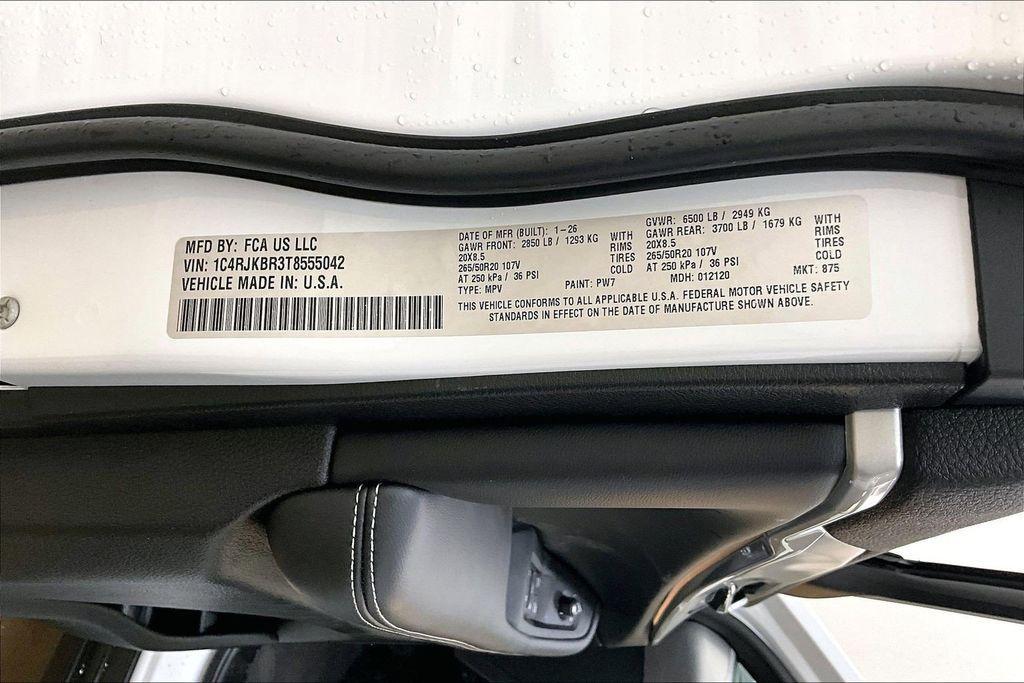 MFD BY: FCA US LLC
VIN: 1C4RJKBR3T8555042
VEHICLE MADE IN: U.S.A.
DATE OF MFR (BUILT): 1-26
GAWR FRONT: 2850 LB / 1293 KG WITH
20X8.5 RIMS
265/50R20 107V TIRES
AT 250 kPa / 36 PSI COLD
TYPE: MPV PAINT: PW7
GVWR: 6500 LB / 2949 KG
GAWR REAR: 3700 LB / 1679 KG WITH
20X8.5 RIMS
265/50R20 107V TIRES
AT 250 kPa / 36 PSI COLD
MDH: 012120 MKT: 875
THIS VEHICLE CONFORMS TO ALL APPLICABLE U.S.A. FEDERAL MOTOR VEHICLE SAFETY
STANDARDS IN EFFECT ON THE DATE OF MANUFACTURE SHOWN ABOVE.